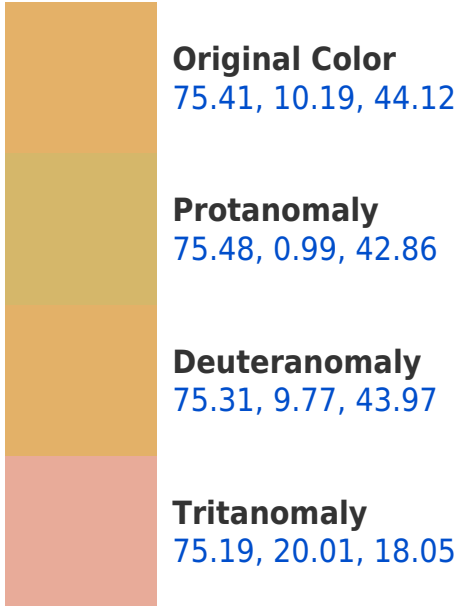 Original Color
75.41, 10.19, 44.12
Protanomaly
75.48, 0.99, 42.86
Deuteranomaly
75.31, 9.77, 43.97
Tritanomaly
75.19, 20.01, 18.05